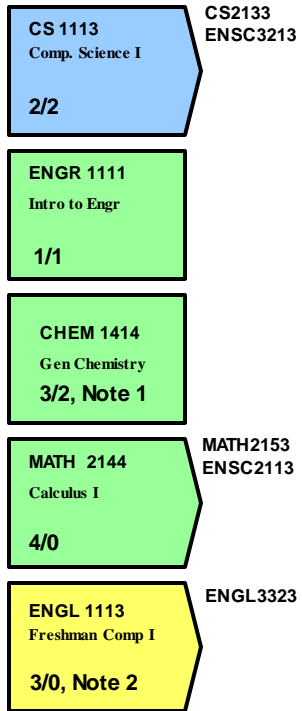 CS 1113
Comp. Science I
2/2
CS2133
ENSC3213
ENGR 1111
Intro to Engr
1/1
CHEM 1414
Gen Chemistry
3/2, Note 1
MATH 2144
Calculus I
4/0
MATH2153
ENSC2113
ENGL 1113
Freshman Comp I
3/0, Note 2
ENGL3323